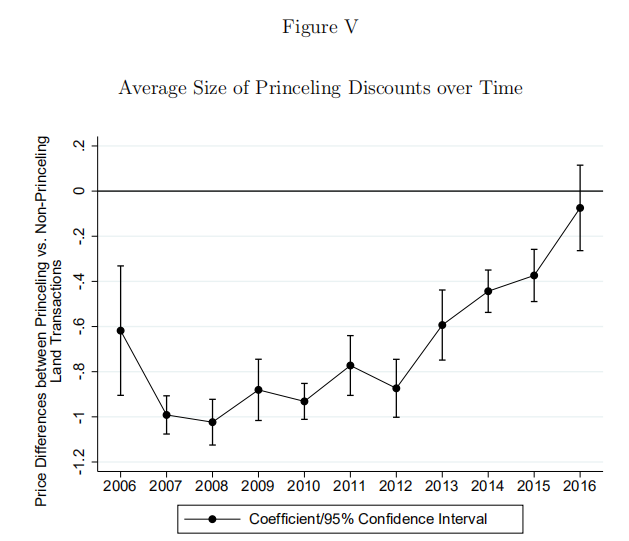 Figure V
Average Size of Princeling Discounts over Time
Price Differences between Princeling vs. Non-Princeling
Land Transactions
.2
0
-.2
-.4
-.6
-.8
-1
-1.2
2006 2007 2008 2009 2010 2011 2012 2013 2014 2015 2016
Coefficient/95% Confidence Interval